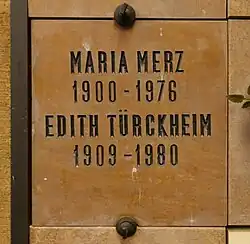 MARIA MERZ
1900 - 1976
EDITH TÜRCKHEIM
1909 - 1980